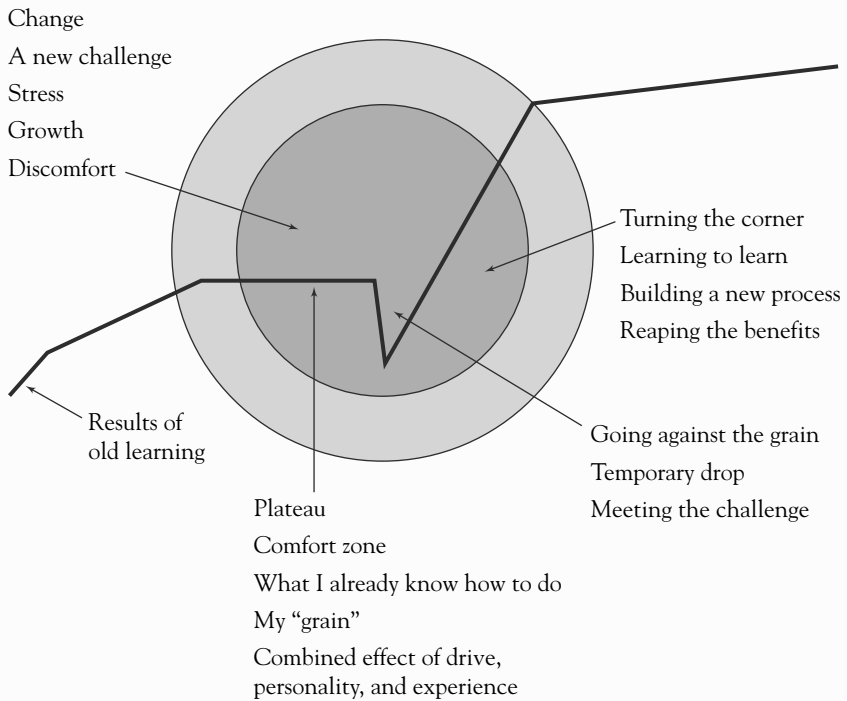 Change
A new challenge
Stress
Growth
Discomfort
Turning the corner
Learning to learn
Building a new process
Reaping the benefits
Results of
old learning
Going against the grain
Temporary drop
Meeting the challenge
Plateau
Comfort zone
What I already know how to do
My “grain”
Combined effect of drive,
personality, and experience